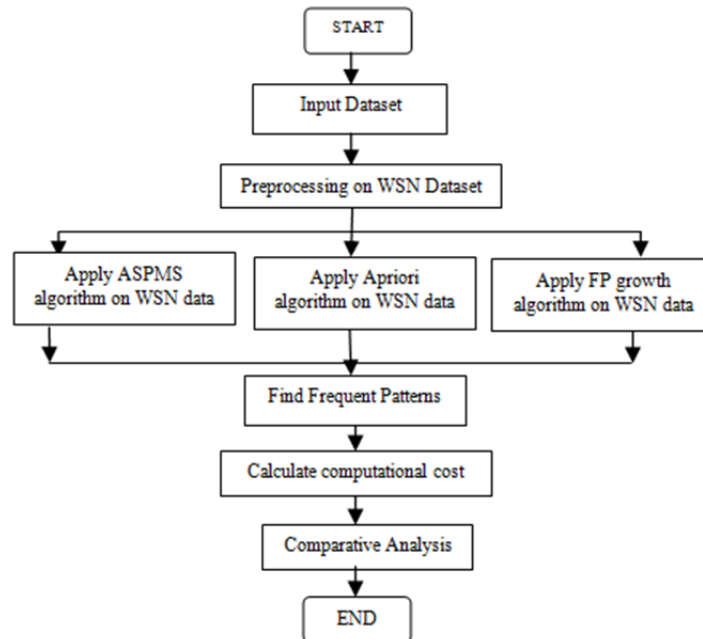 START
Input Dataset
Preprocessing on WSN Dataset
Apply ASPMS
algorithm on WSN data
Apply Apriori
algorithm on WSN data
Apply FP growth
algorithm on WSN data
Find Frequent Patterns
Calculate computational cost
Comparative Analysis
END